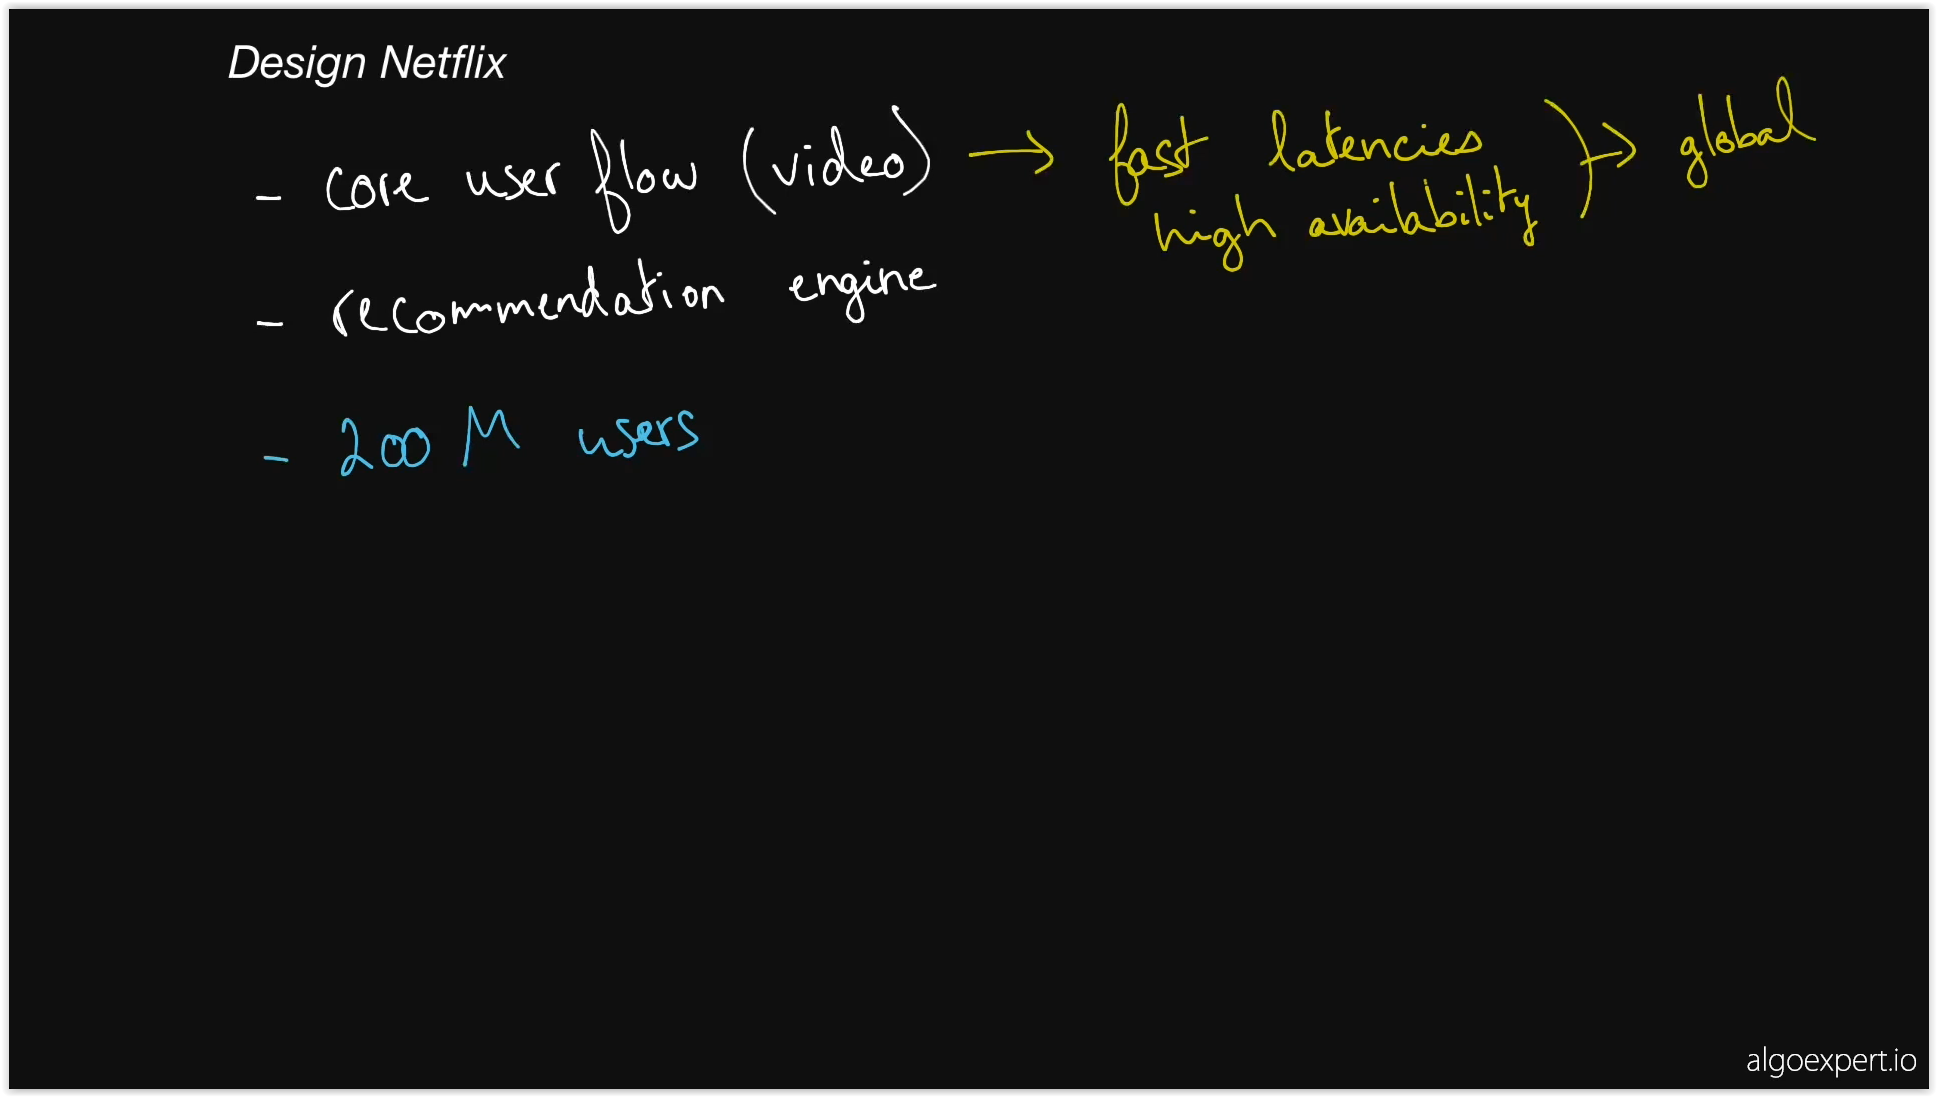 Design Netflix
- core user flow (video) → fast latencies ) → global
high availability
- recommendation engine
- 200 M users
algoexpert.io